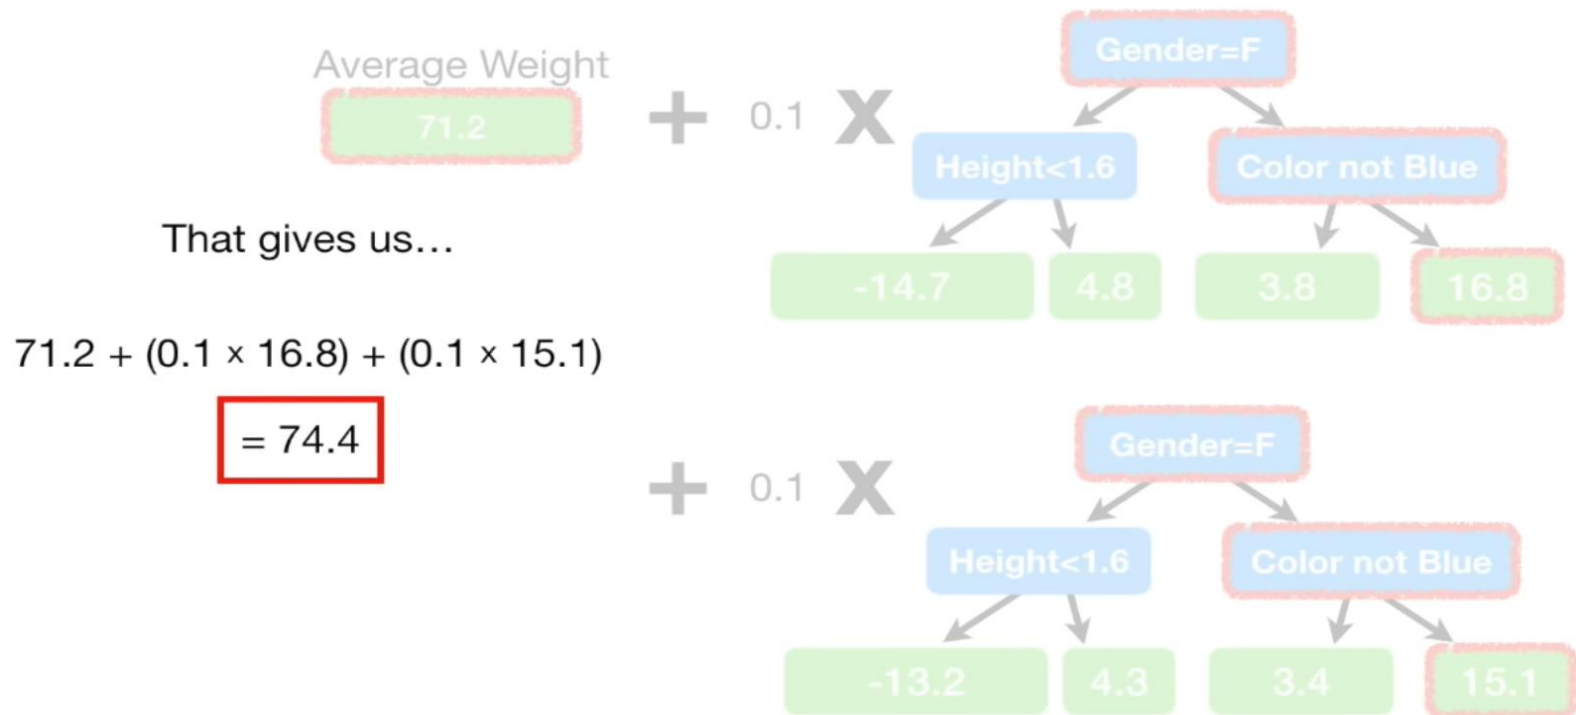 Average Weight
71.2
+ 0.1 X
Gender=F
Height<1.6
Color not Blue
-14.7
4.8
3.8
16.8
That gives us...
71.2 + (0.1 × 16.8) + (0.1 × 15.1)
= 74.4
+ 0.1 X
Gender=F
Height<1.6
Color not Blue
-13.2
4.3
3.4
15.1